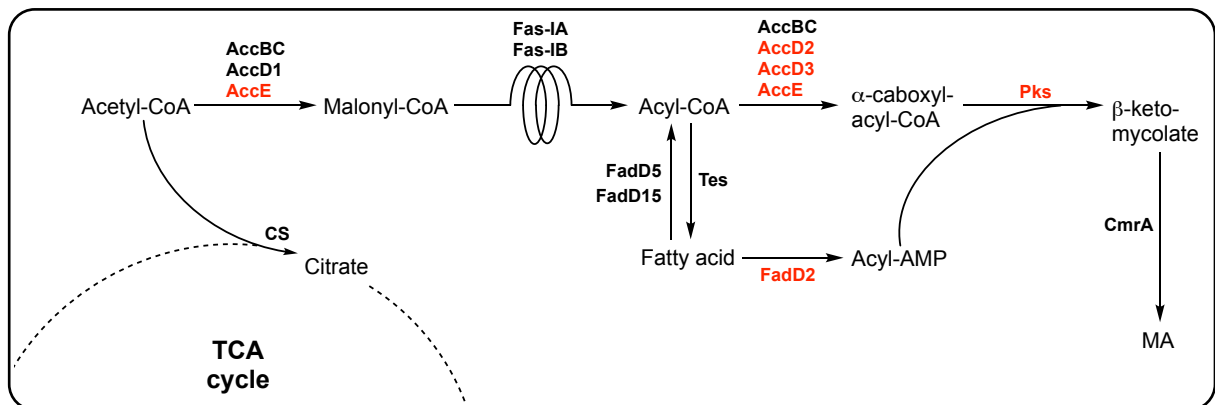 Fas-IA
Fas-IB
AccBC
AccD1
AccE
AccBC
AccD2
AccD3
AccE
Acetyl-CoA
Malonyl-CoA
Acyl-CoA
α-caboxyl-
acyl-CoA
Pks
β-keto-
mycolate
FadD5
FadD15
Tes
CmrA
CS
Citrate
Fatty acid
FadD2
Acyl-AMP
MA
TCA
cycle